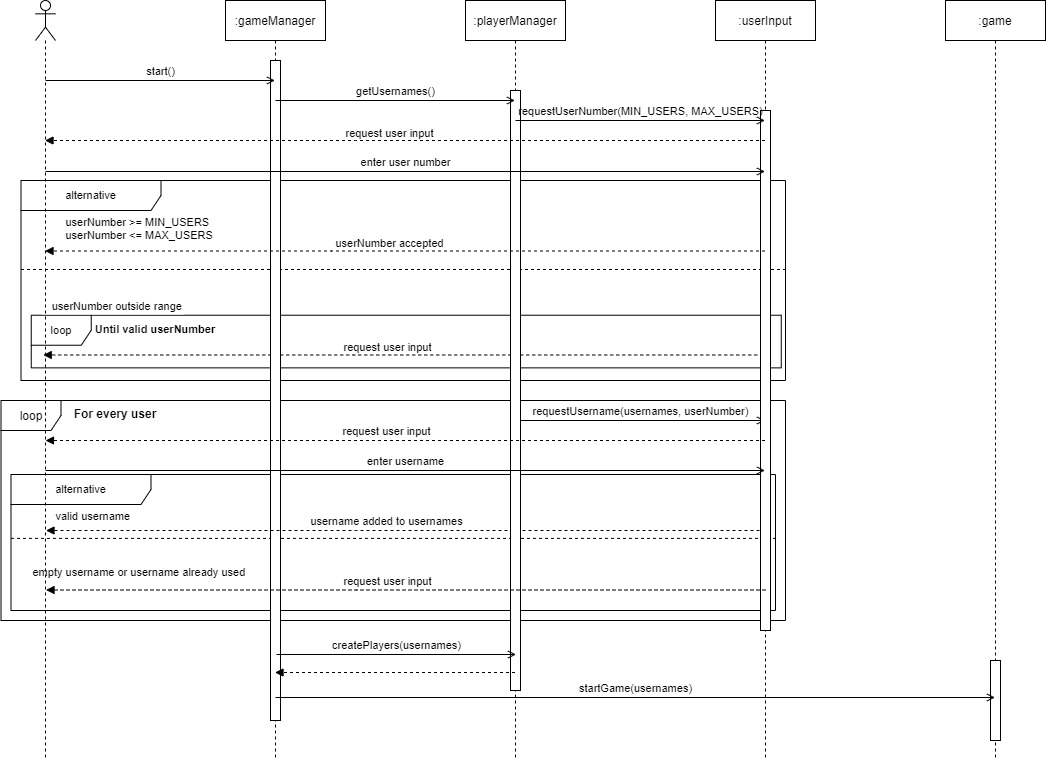 :gameManager
:playerManager
:userInput
:game
start()
getUsernames()
requestUserNumber(MIN_USERS, MAX_USERS)
request user input
enter user number
alternative
userNumber >= MIN_USERS
userNumber <= MAX_USERS
userNumber accepted
userNumber outside range
loop
Until valid userNumber
request user input
loop
For every user
requestUsername(usernames, userNumber)
request user input
enter username
alternative
valid username
username added to usernames
empty username or username already used
request user input
createPlayers(usernames)
startGame(usernames)